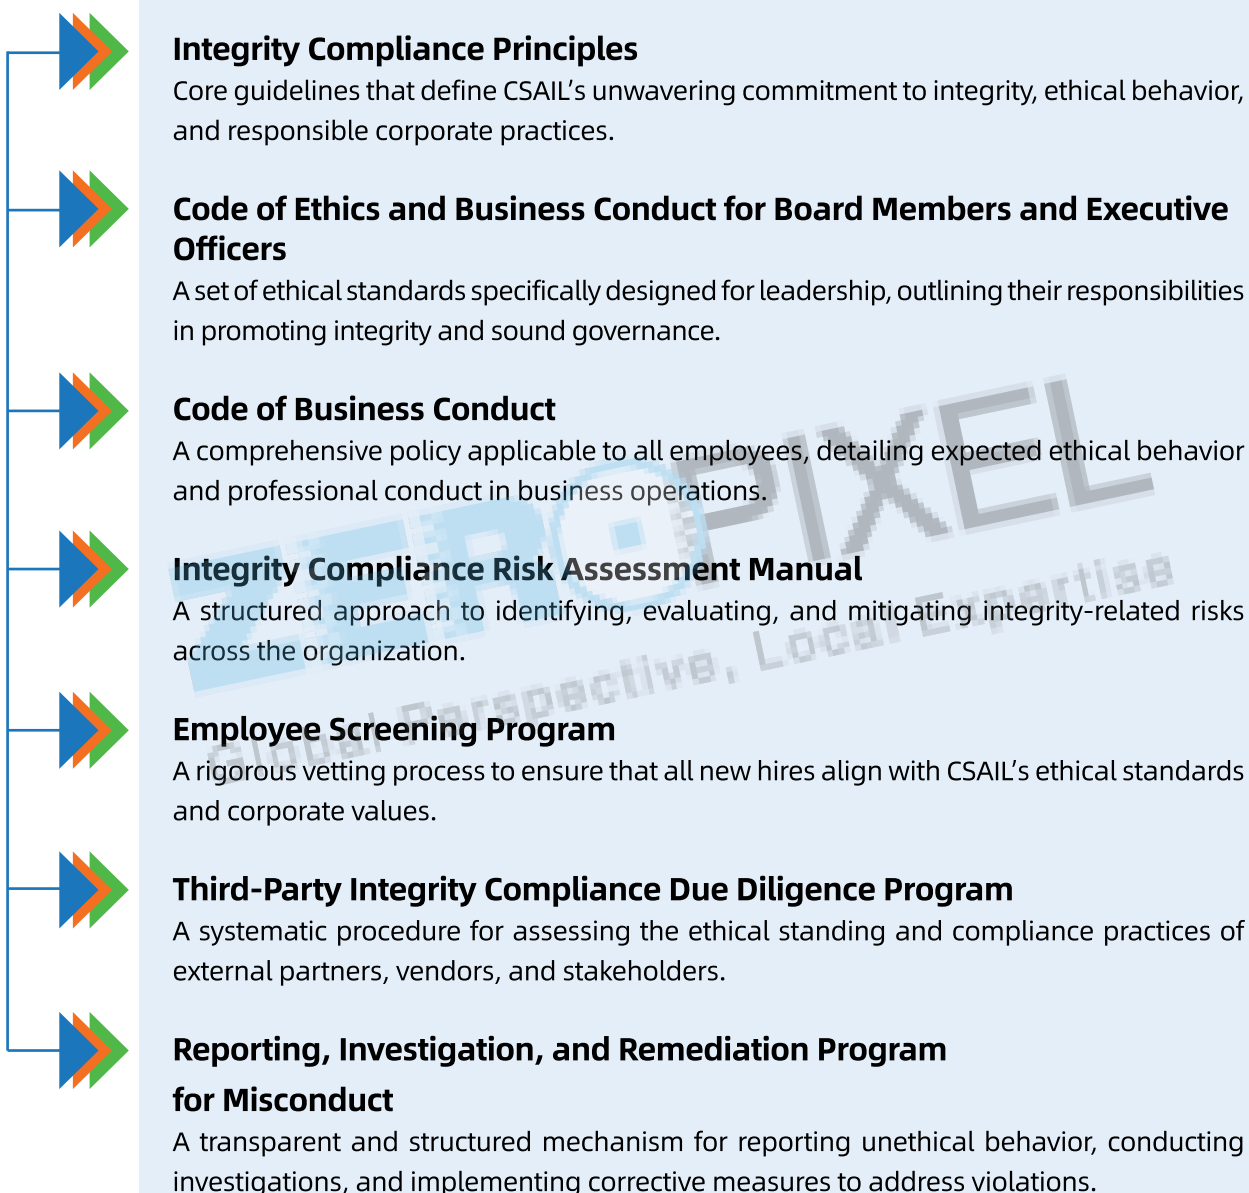 Integrity Compliance Principles
Core guidelines that define CSAIL’s unwavering commitment to integrity, ethical behavior,
and responsible corporate practices.
Code of Ethics and Business Conduct for Board Members and Executive
Officers
A set of ethical standards specifically designed for leadership, outlining their responsibilities
in promoting integrity and sound governance.
Code of Business Conduct
A comprehensive policy applicable to all employees, detailing expected ethical behavior
and professional conduct in business operations.
ZEROPIXEL
Integrity Compliance Risk Assessment Manual
A structured approach to identifying, evaluating, and mitigating integrity-related risks
across the organization.
Global Perspective, Local Expertise
Employee Screening Program
A rigorous vetting process to ensure that all new hires align with CSAIL’s ethical standards
and corporate values.
Third-Party Integrity Compliance Due Diligence Program
A systematic procedure for assessing the ethical standing and compliance practices of
external partners, vendors, and stakeholders.
Reporting, Investigation, and Remediation Program
for Misconduct
A transparent and structured mechanism for reporting unethical behavior, conducting
investigations, and implementing corrective measures to address violations.